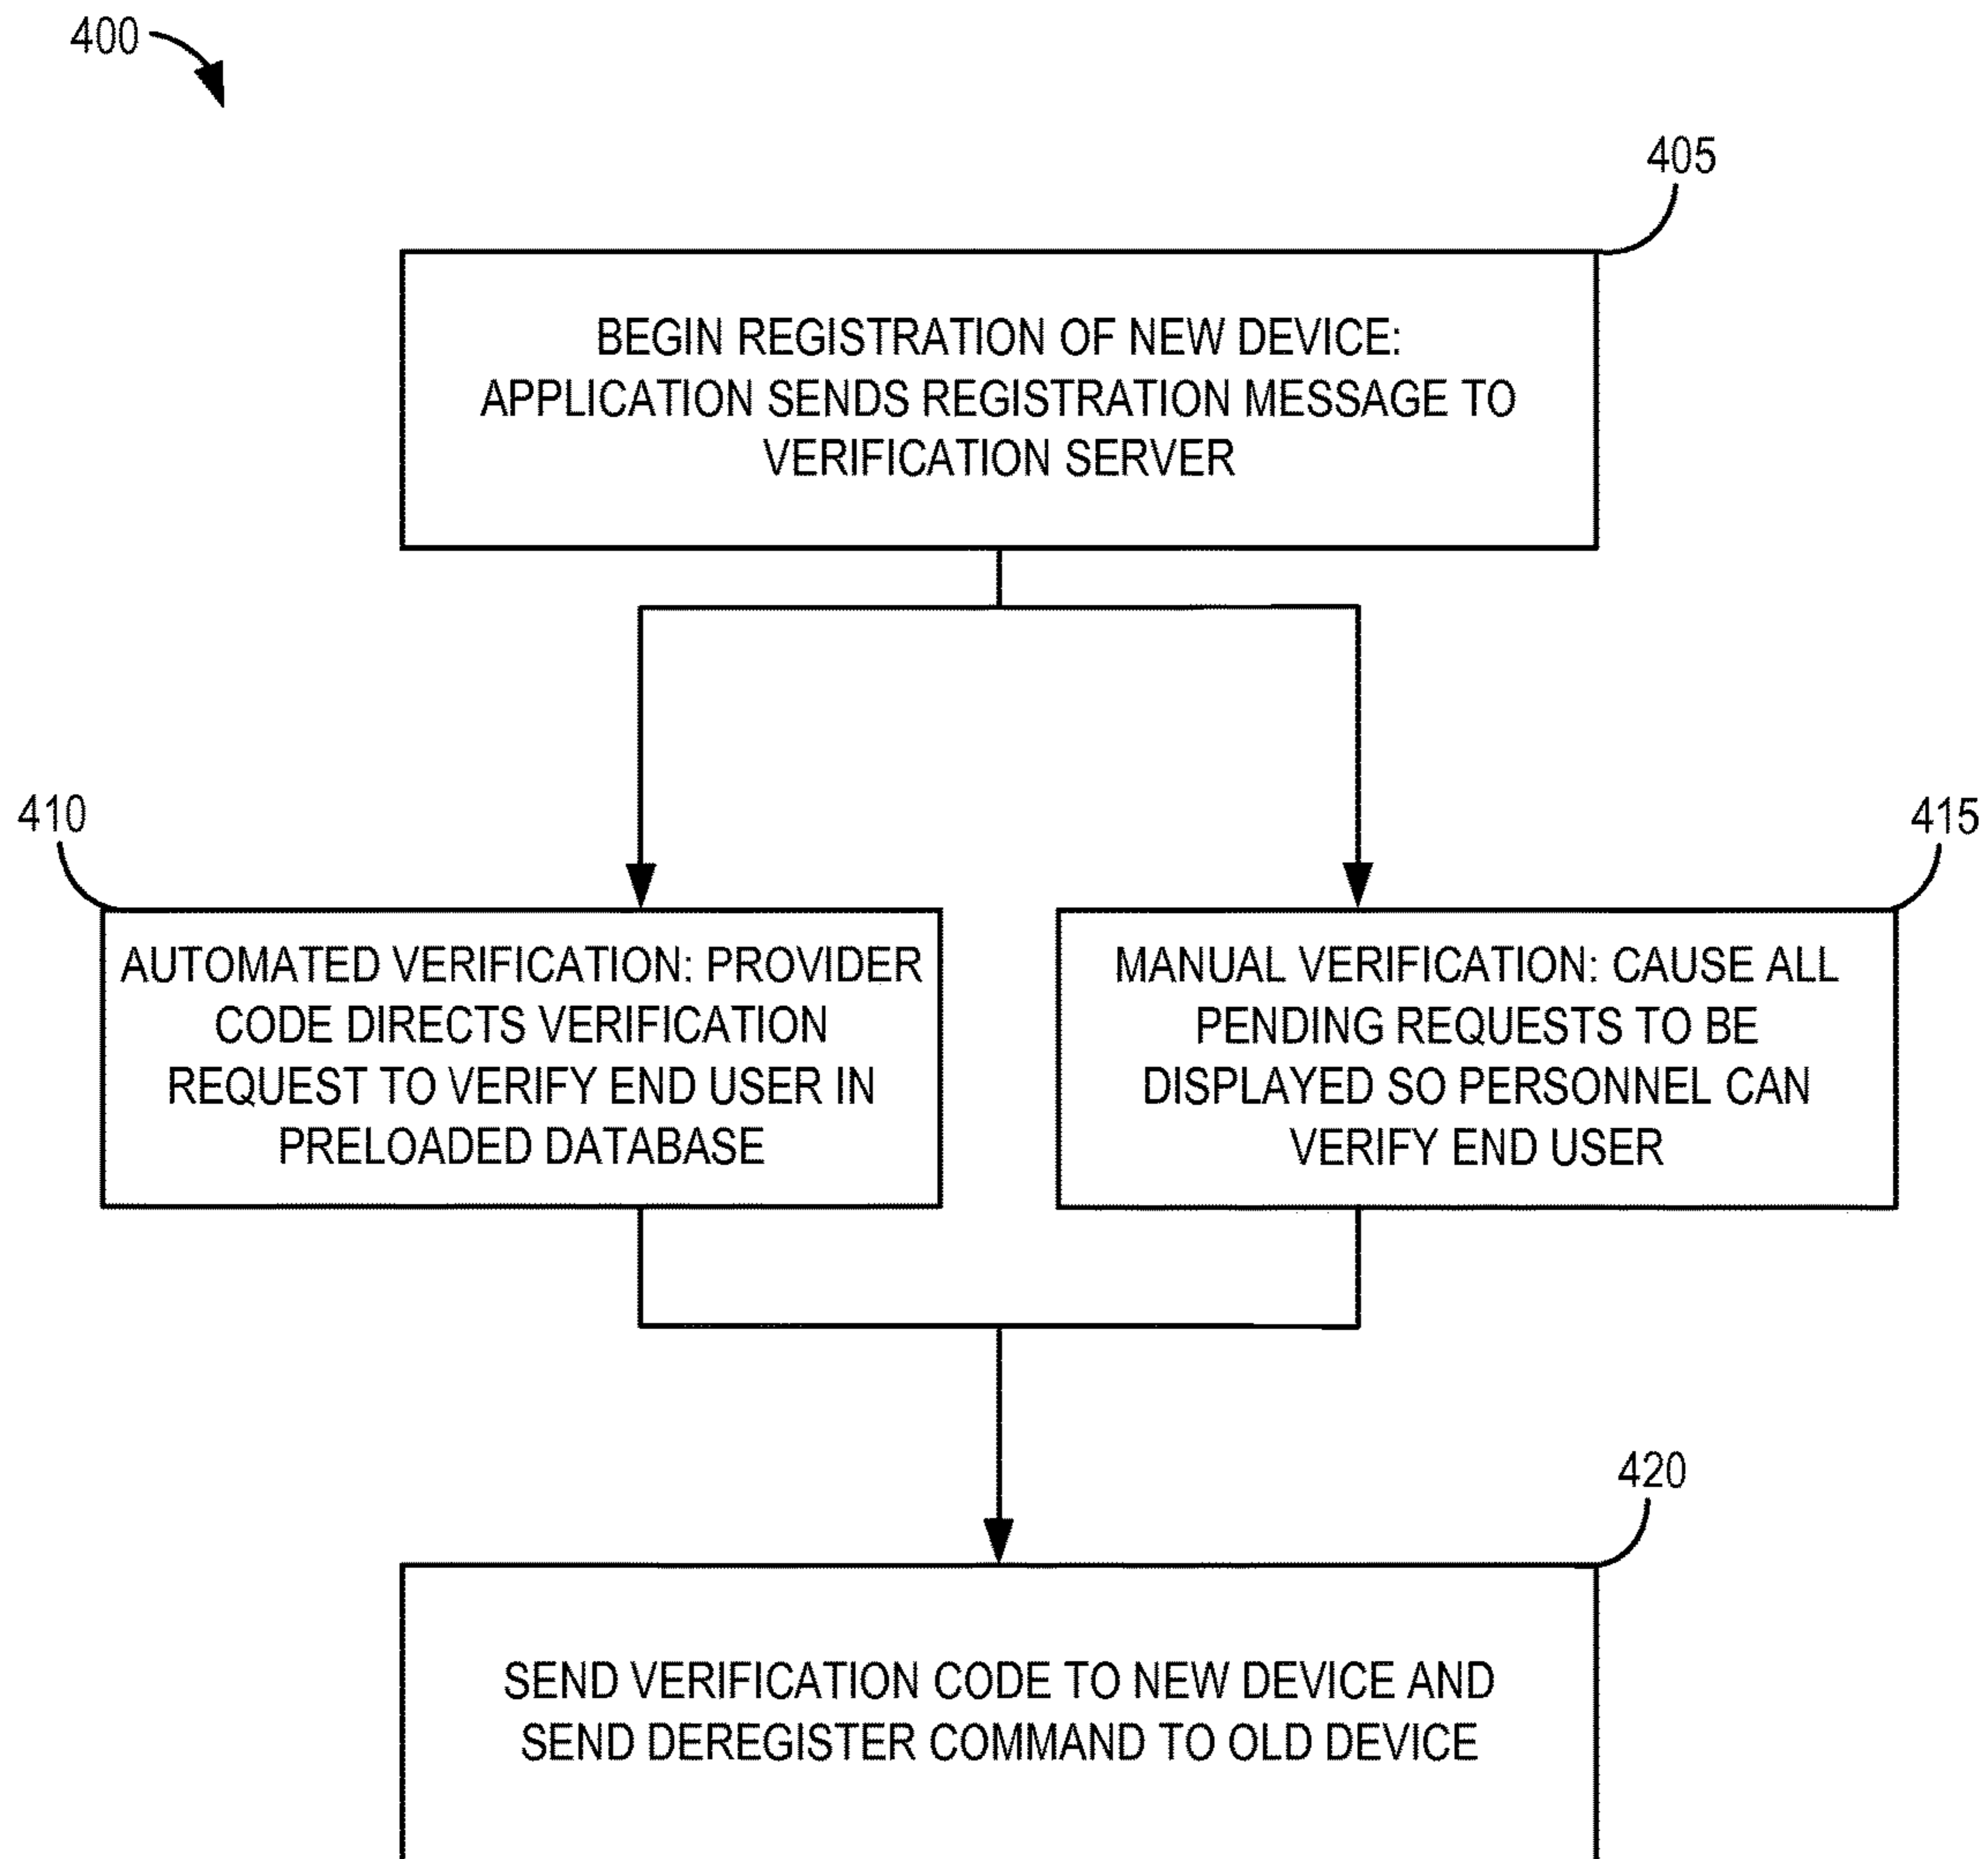 400
405
BEGIN REGISTRATION OF NEW DEVICE:
APPLICATION SENDS REGISTRATION MESSAGE TO
VERIFICATION SERVER
410
AUTOMATED VERIFICATION: PROVIDER
CODE DIRECTS VERIFICATION
REQUEST TO VERIFY END USER IN
PRELOADED DATABASE
415
MANUAL VERIFICATION: CAUSE ALL
PENDING REQUESTS TO BE
DISPLAYED SO PERSONNEL CAN
VERIFY END USER
420
SEND VERIFICATION CODE TO NEW DEVICE AND
SEND DEREGISTER COMMAND TO OLD DEVICE